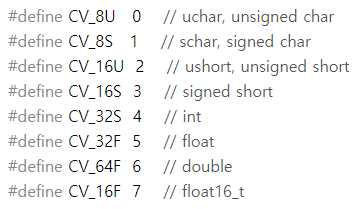 #define CV_8U 0 // uchar, unsigned char
#define CV_8S 1 // schar, signed char
#define CV_16U 2 // ushort, unsigned short
#define CV_16S 3 // signed short
#define CV_32S 4 // int
#define CV_32F 5 // float
#define CV_64F 6 // double
#define CV_16F 7 // float16_t